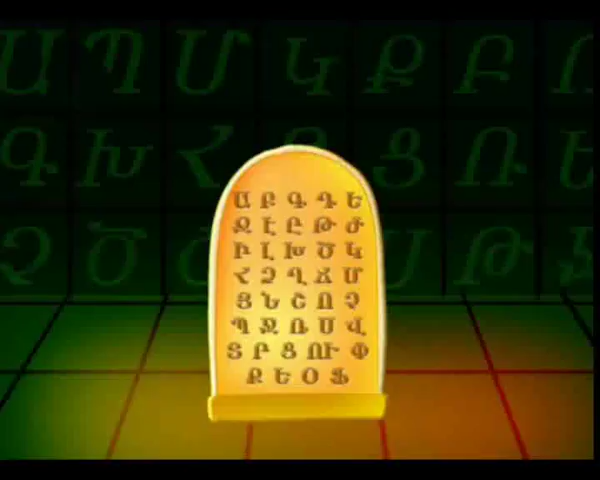 Ա Պ Մ Կ Ք Բ
Գ Խ Հ Ց Ռ Ե
Չ Ծ Մ Թ
Ա Բ Գ Դ Ե
Զ Է Ը Թ Ժ
Ի Լ Խ Ծ Կ
Հ Ձ Ղ Ճ Մ
Յ Ն Շ Ո Չ
Պ Ջ Ռ Ս Վ
Տ Ր Ց ՈՒ Փ
Ք ԵՒ Օ Ֆ